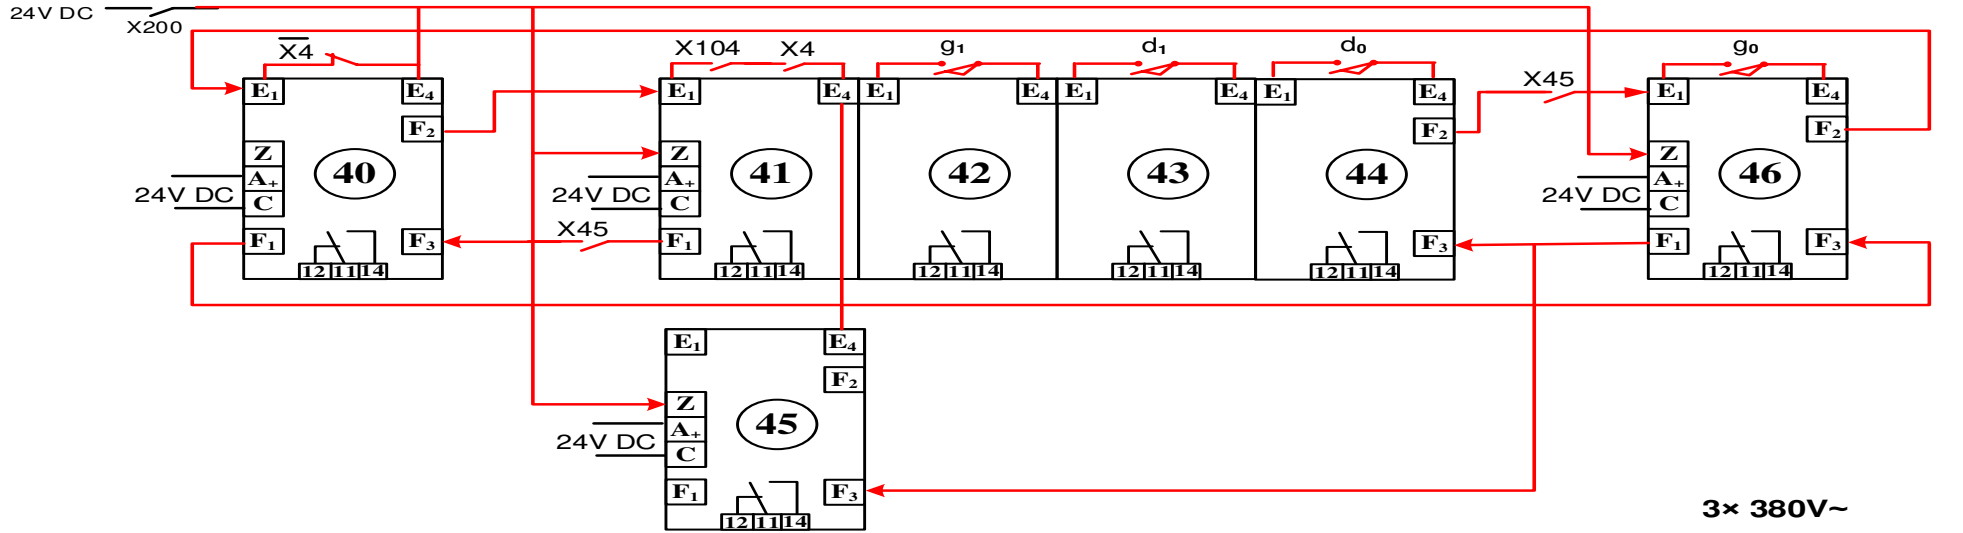 24V DC
X200
X4
X104 X4 g₁ d₁ d₀ g₀
X45
E₁ E₄ E₁ E₄ E₁ E₄ E₁ E₄ E₁ E₄ E₁ E₄
F₂ F₂ F₂
Z Z Z
40 41 42 43 44 46
A₊ A₊ A₊
24V DC 24V DC 24V DC
C C C
X45
F₁ F₃ F₁ F₃ F₁ F₃
12 11 14 12 11 14 12 11 14 12 11 14 12 11 14 12 11 14
E₁ E₄
F₂
Z
45
A₊
24V DC
C
F₁ F₃
12 11 14
3× 380V~